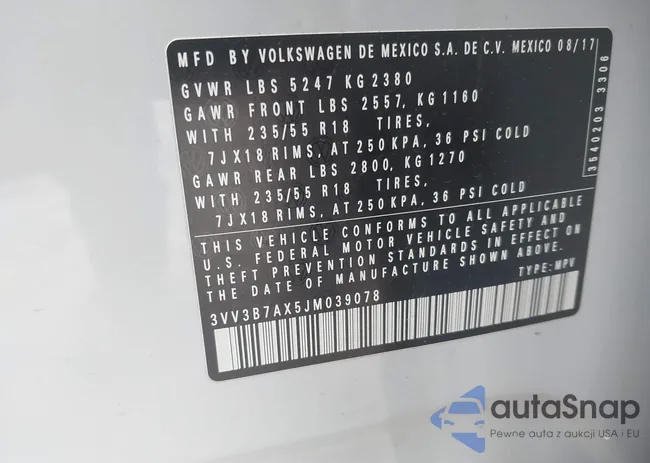 MFD BY VOLKSWAGEN DE MEXICO S.A. DE C.V. MEXICO 08/17
GVWR LBS 5247 KG 2380
GAWR FRONT LBS 2557, KG 1160
WITH 235/55 R18 TIRES,
7JX18 RIMS, AT 250KPA, 36 PSI COLD
GAWR REAR LBS 2800, KG 1270
WITH 235/55 R18 TIRES,
7JX18 RIMS, AT 250KPA, 36 PSI COLD
THIS VEHICLE CONFORMS TO ALL APPLICABLE
U.S. FEDERAL MOTOR VEHICLE SAFETY AND
THEFT PREVENTION STANDARDS IN EFFECT ON
THE DATE OF MANUFACTURE SHOWN ABOVE.
TYPE: MPV
3VV3B7AX5JM039078
3540203 3306
autaSnap
Pewne auta z aukcji USA i EU